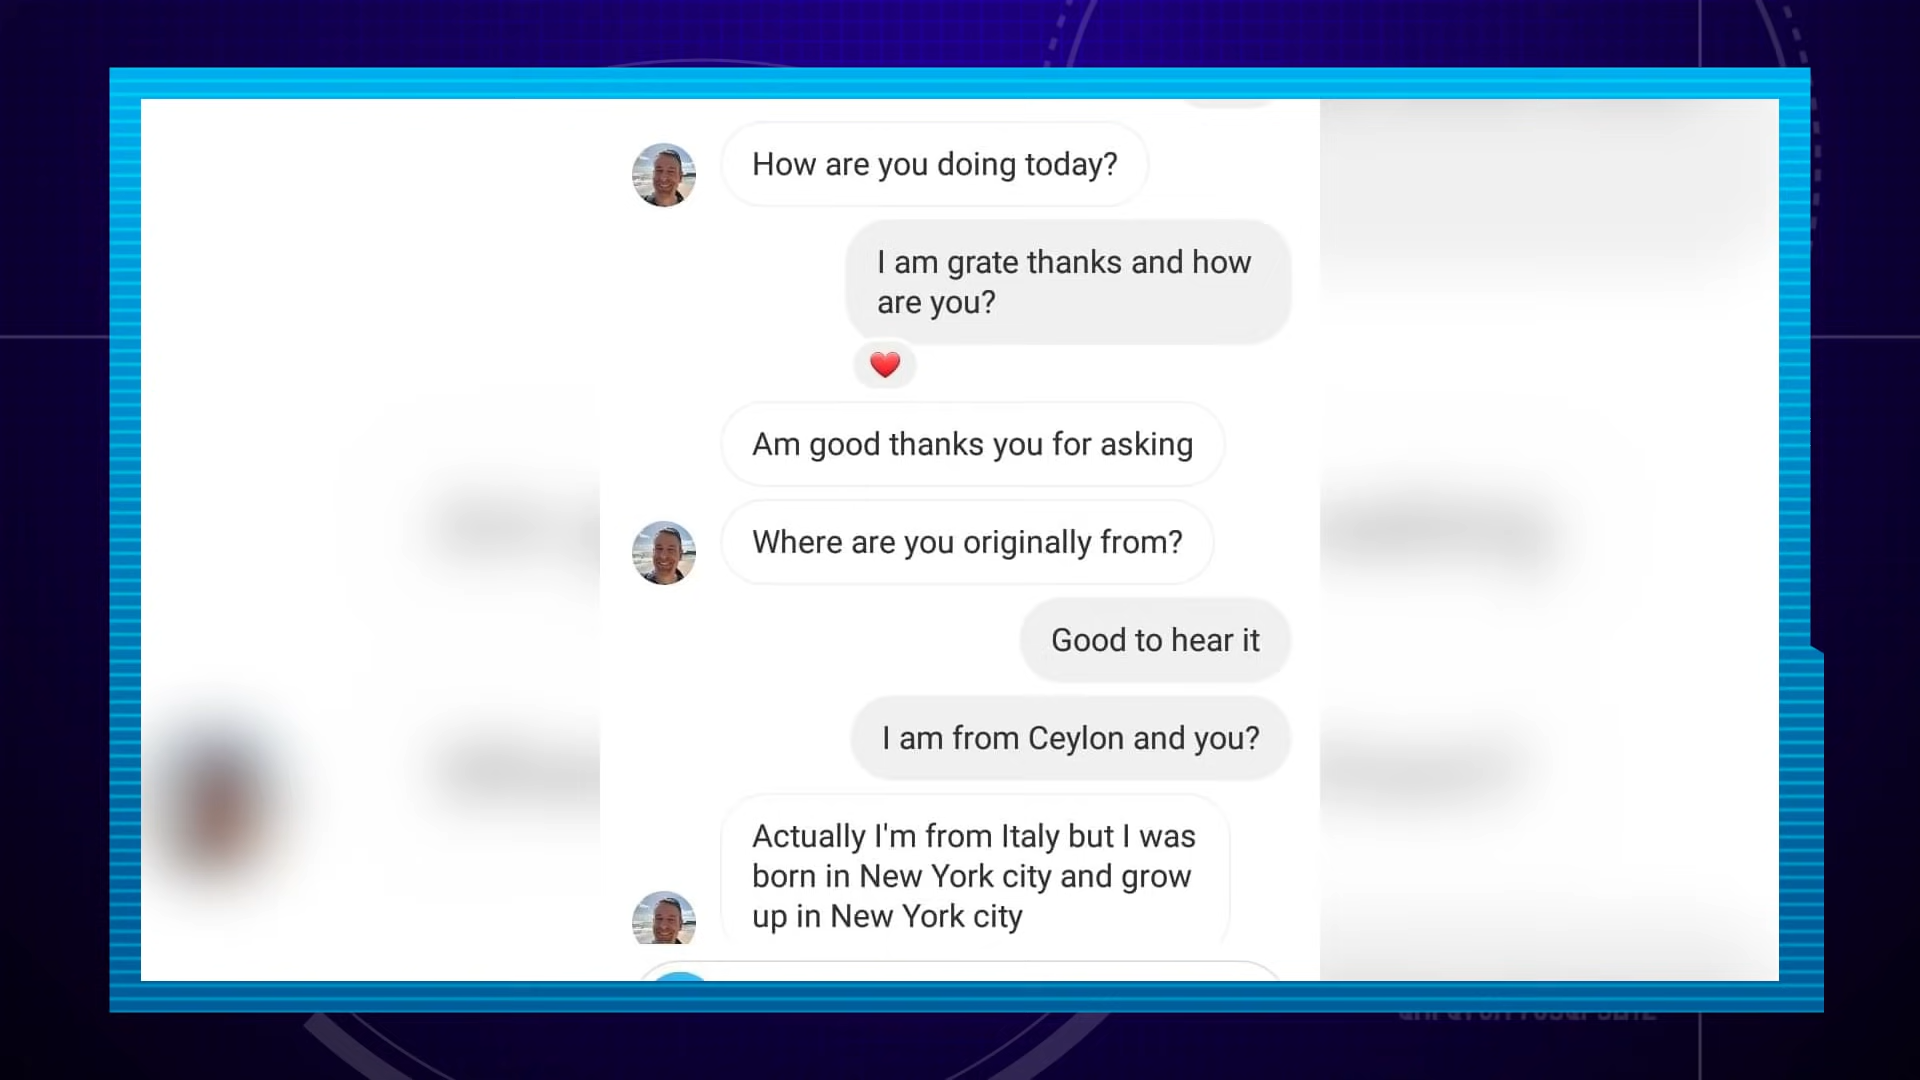 How are you doing today?
I am grate thanks and how
are you?
Am good thanks you for asking
Where are you originally from?
Good to hear it
I am from Ceylon and you?
Actually I'm from Italy but I was
born in New York city and grow
up in New York city